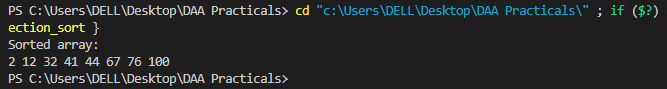 PS C:\Users\DELL\Desktop\DAA Practicals> cd "c:\Users\DELL\Desktop\DAA Practicals\" ; if ($?)
ection_sort }
Sorted array:
2 12 32 41 44 67 76 100
PS C:\Users\DELL\Desktop\DAA Practicals>